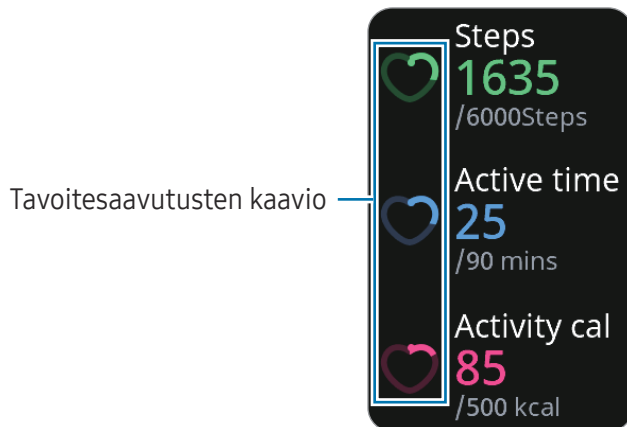 Steps
1635
/6000Steps
Tavoitesaavutusten kaavio
Active time
25
/90 mins
Activity cal
85
/500 kcal